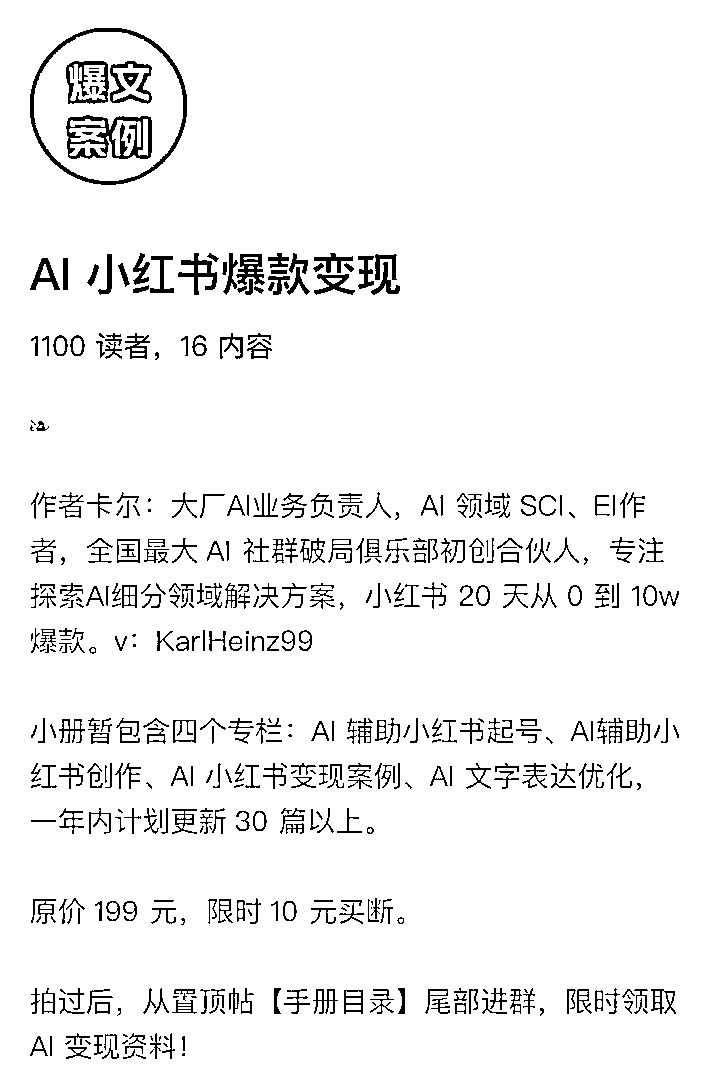 爆文
案例
AI 小红书爆款变现
1100 读者，16 内容
作者卡尔：大厂AI业务负责人，AI 领域 SCI、EI作
者，全国最大 AI 社群破局俱乐部初创合伙人，专注
探索AI细分领域解决方案，小红书 20 天从 0 到 10w
爆款。v：KarlHeinz99
小册暂包含四个专栏：AI 辅助小红书起号、AI辅助小
红书创作、AI 小红书变现案例、AI 文字表达优化，
一年内计划更新 30 篇以上。
原价 199 元，限时 10 元买断。
拍过后，从置顶帖【手册目录】尾部进群，限时领取
AI 变现资料！